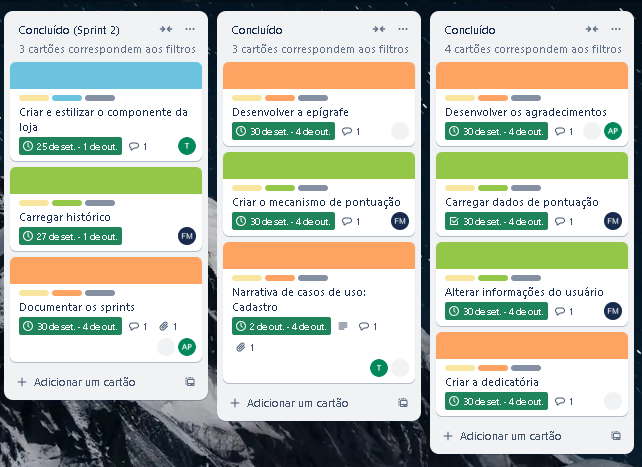 Concluído (Sprint 2)
3 cartões correspondem aos filtros
Criar e estilizar o componente da
loja
25 de set. - 1 de out.
1
T
Carregar histórico
27 de set. - 1 de out.
FM
Documentar os sprints
30 de set. - 4 de out.
1
1
AP
Adicionar um cartão
Concluído
3 cartões correspondem aos filtros
Desenvolver a epígrafe
30 de set. - 4 de out.
1
Criar o mecanismo de pontuação
30 de set. - 4 de out.
1
FM
Narrativa de casos de uso:
Cadastro
2 de out. - 4 de out.
1
1
T
Adicionar um cartão
Concluído
4 cartões correspondem aos filtros
Desenvolver os agradecimentos
30 de set. - 4 de out.
1
AP
Carregar dados de pontuação
30 de set. - 4 de out.
1
FM
Alterar informações do usuário
30 de set. - 4 de out.
1
FM
Criar a dedicatória
30 de set. - 4 de out.
1
Adicionar um cartão